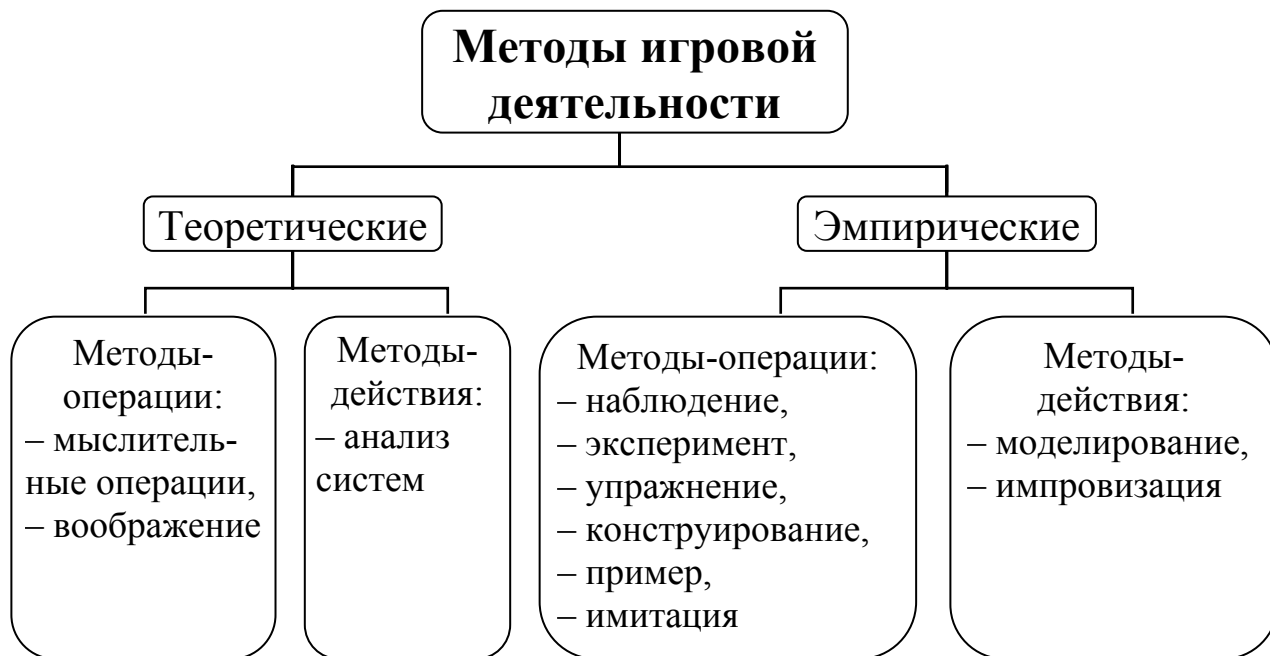 Методы игровой
деятельности
Теоретические
Эмпирические
Методы-
операции:
– мыслитель-
ные операции,
– воображение
Методы-
действия:
– анализ
систем
Методы-операции:
– наблюдение,
– эксперимент,
– упражнение,
– конструирование,
– пример,
– имитация
Методы-
действия:
– моделирование,
– импровизация